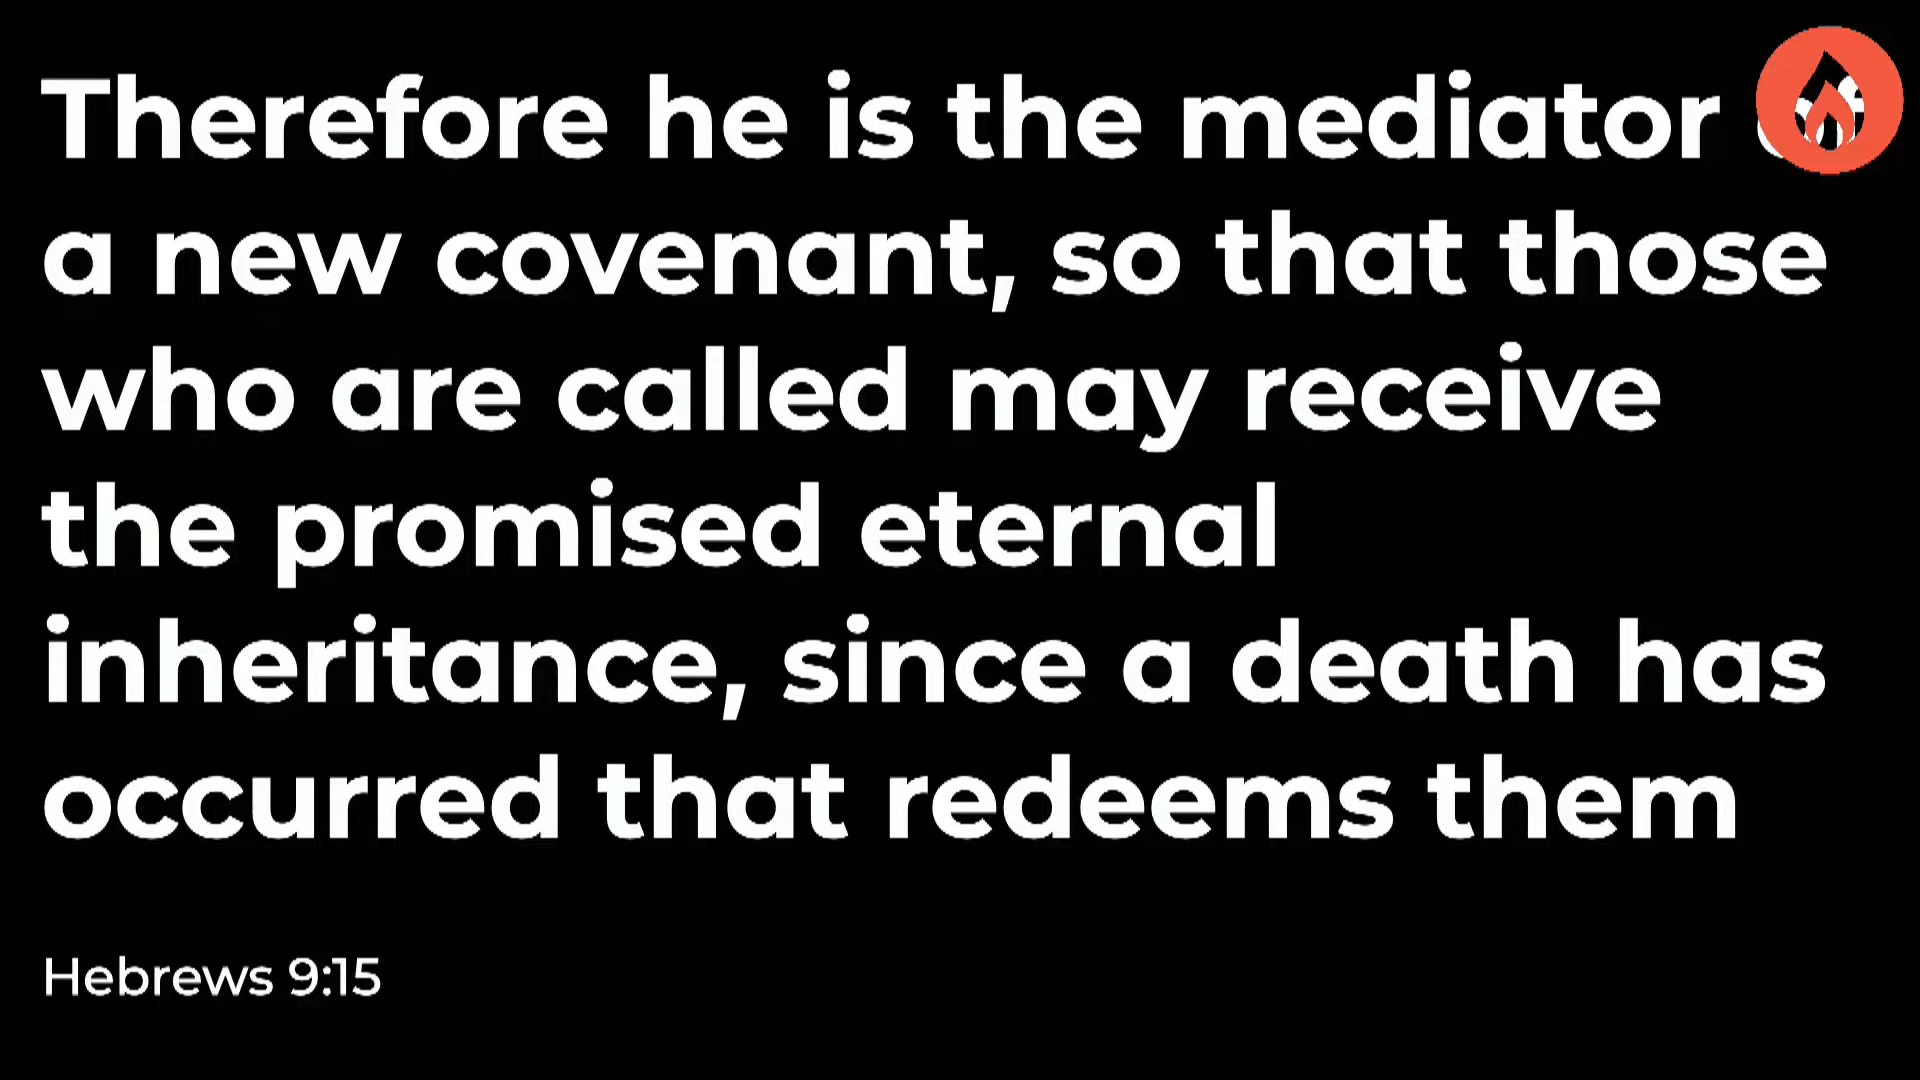 Therefore he is the mediator of
a new covenant, so that those
who are called may receive
the promised eternal
inheritance, since a death has
occurred that redeems them
Hebrews 9:15